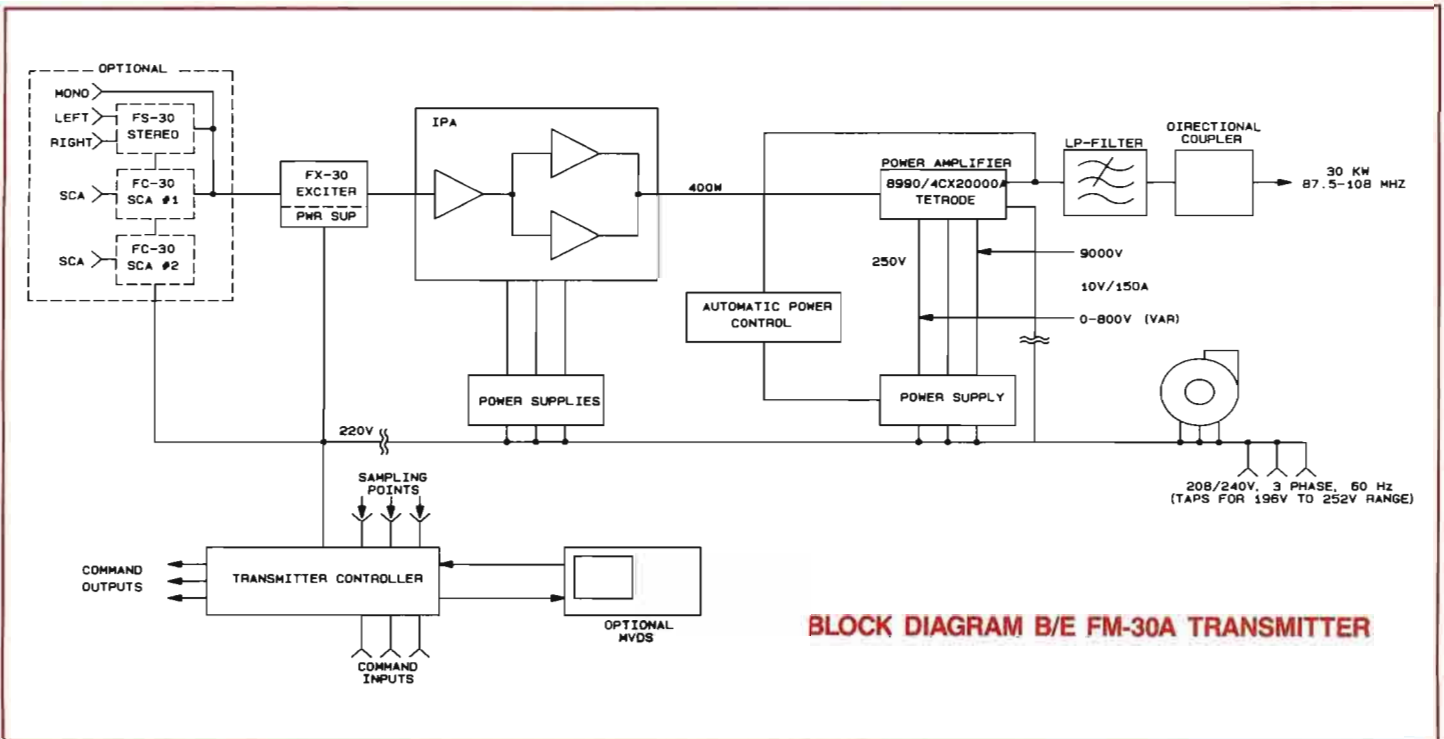 OPTIONAL
MONO
LEFT
RIGHT
FS-30
STEREO
SCA
FC-30
SCA #1
SCA
FC-30
SCA #2
FX-30
EXCITER
PWR SUP
IPA
400W
POWER AMPLIFIER
8990/4CX20000A
TETRODE
LP-FILTER
DIRECTIONAL
COUPLER
30 KW
87.5-108 MHZ
250V
9000V
10V/150A
0-800V (VAR)
AUTOMATIC POWER
CONTROL
POWER SUPPLIES
POWER SUPPLY
220V
208/240V, 3 PHASE, 60 Hz
(TAPS FOR 196V TO 252V RANGE)
SAMPLING
POINTS
COMMAND
OUTPUTS
TRANSMITTER CONTROLLER
OPTIONAL
MVDS
COMMAND
INPUTS
BLOCK DIAGRAM B/E FM-30A TRANSMITTER